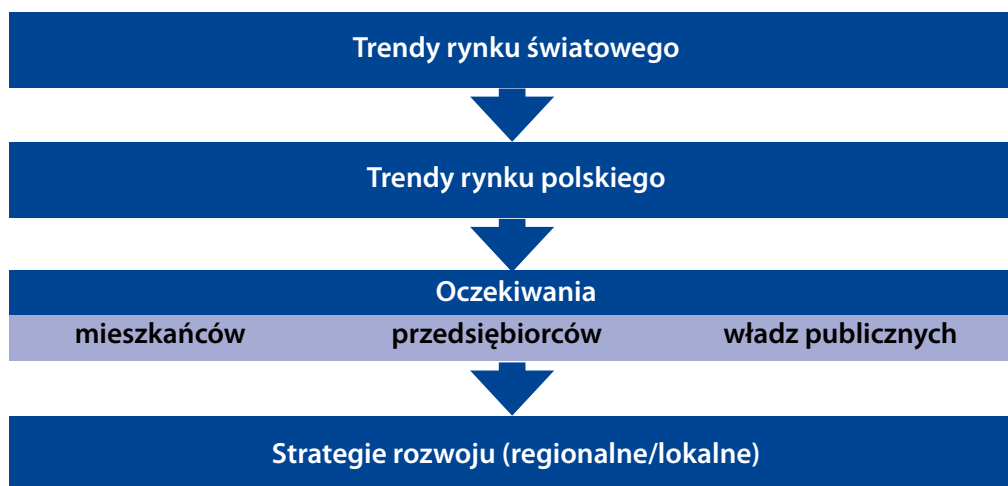 Trendy rynku światowego
Trendy rynku polskiego
Oczekiwania
mieszkańców przedsiębiorców władz publicznych
Strategie rozwoju (regionalne/lokalne)